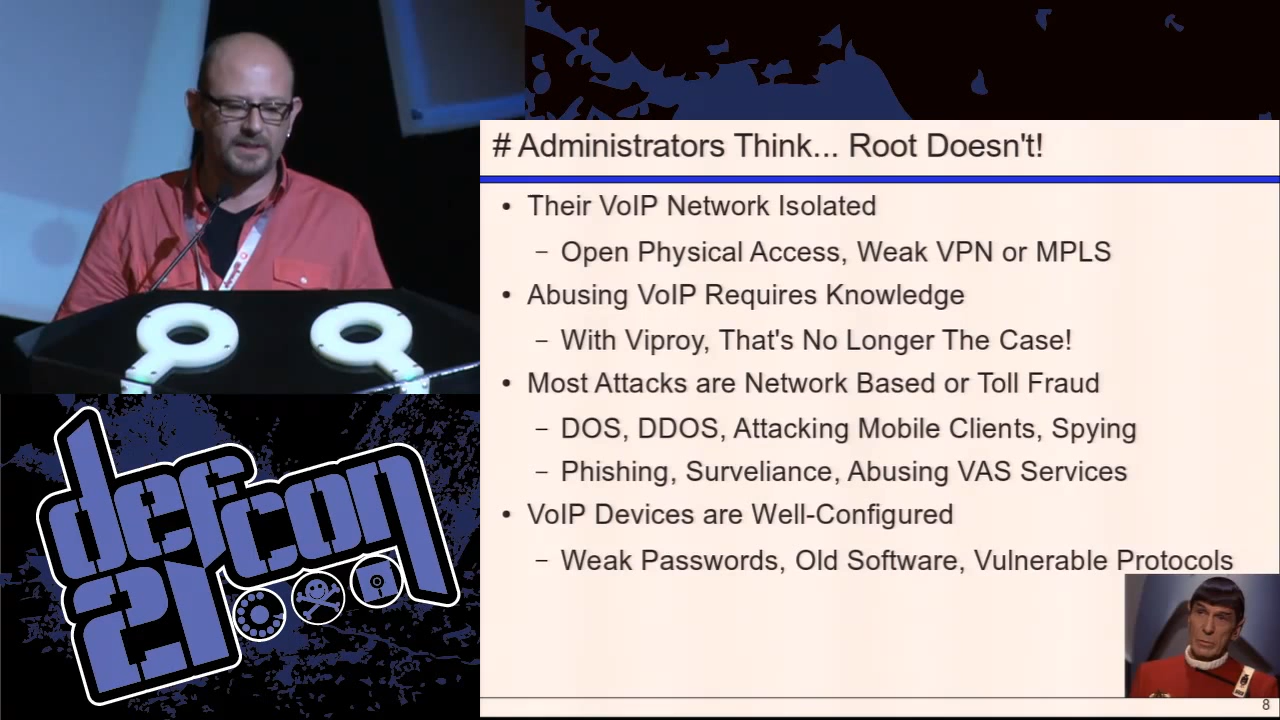 # Administrators Think... Root Doesn't!
• Their VoIP Network Isolated
– Open Physical Access, Weak VPN or MPLS
• Abusing VoIP Requires Knowledge
– With Viproy, That's No Longer The Case!
• Most Attacks are Network Based or Toll Fraud
– DOS, DDOS, Attacking Mobile Clients, Spying
– Phishing, Surveliance, Abusing VAS Services
• VoIP Devices are Well-Configured
– Weak Passwords, Old Software, Vulnerable Protocols
8
defcon
21